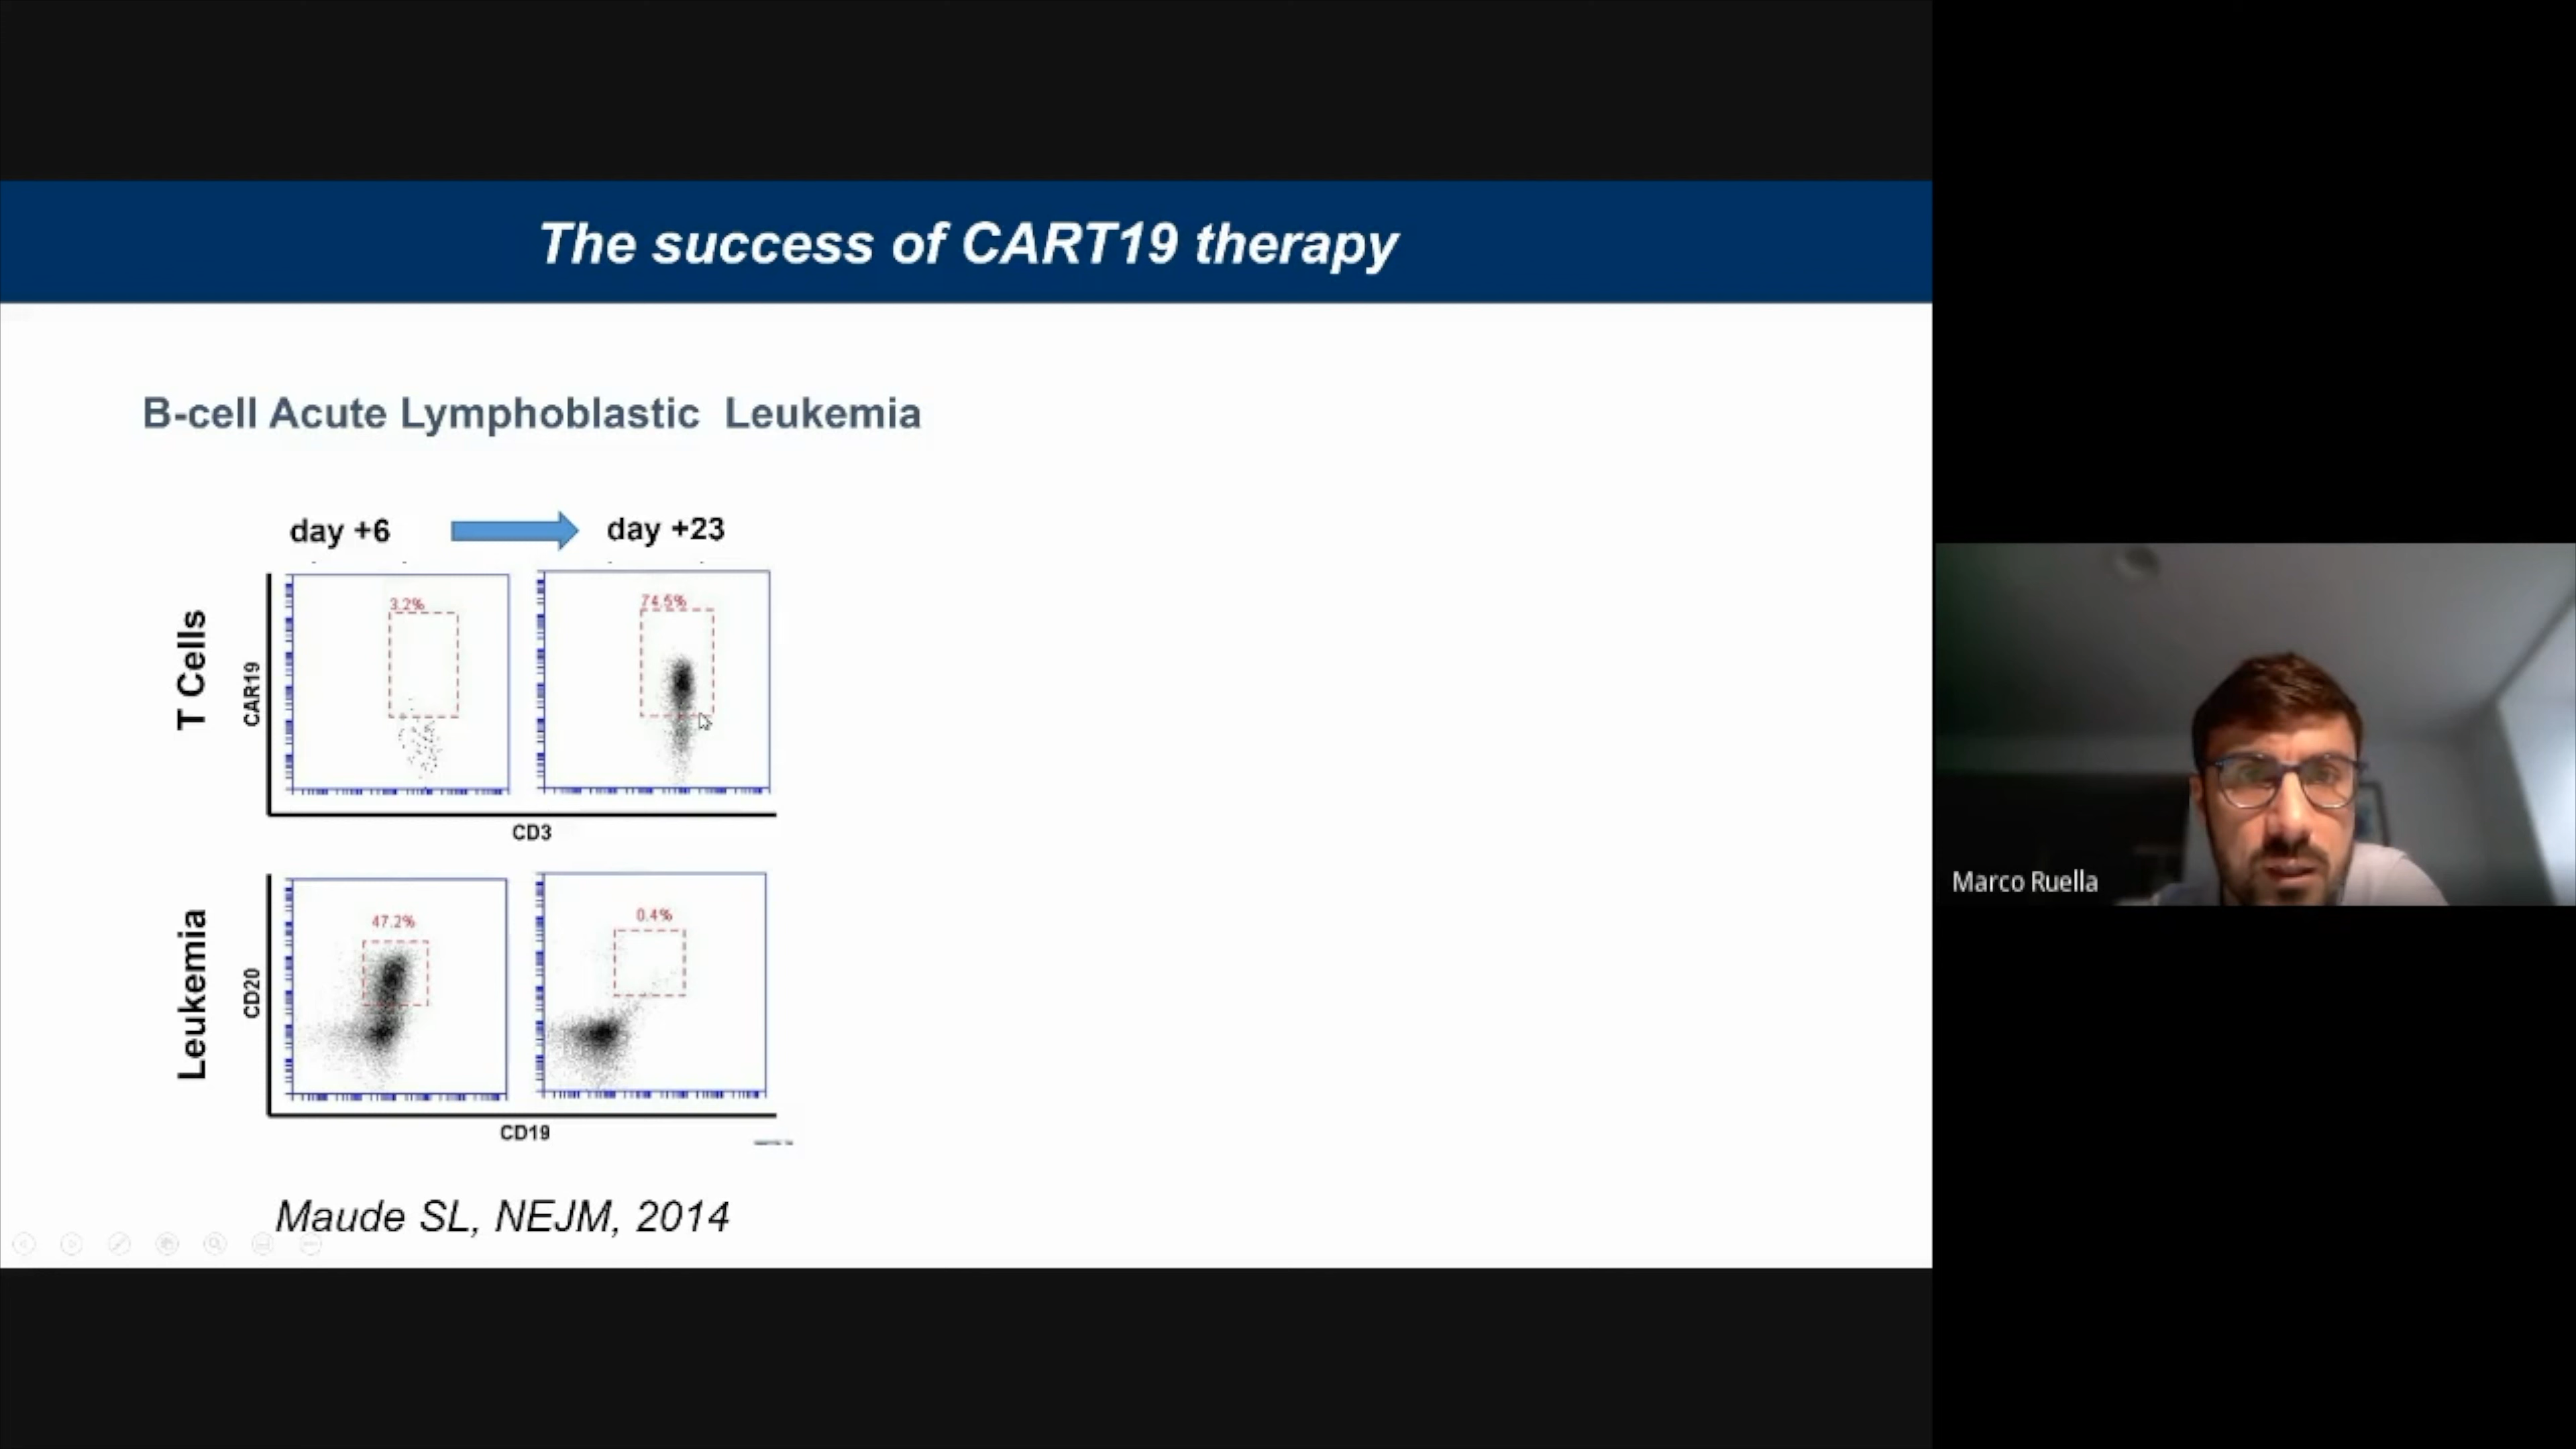 The success of CART19 therapy
B-cell Acute Lymphoblastic Leukemia
day +6
day +23
T Cells
CAR19
3.2%
74.5%
CD3
Leukemia
CD20
47.2%
0.4%
CD19
Maude SL, NEJM, 2014
Marco Ruella